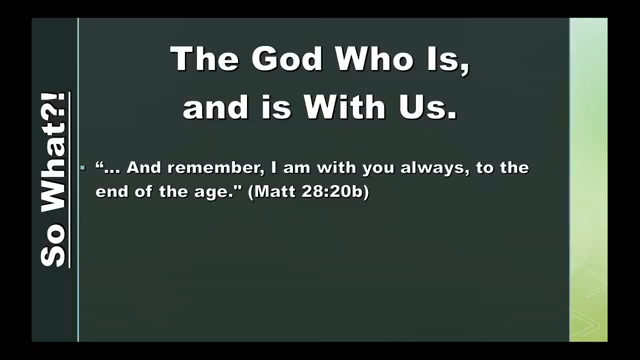 The God Who Is,
and is With Us.
So What?!
“... And remember, I am with you always, to the
end of the age." (Matt 28:20b)